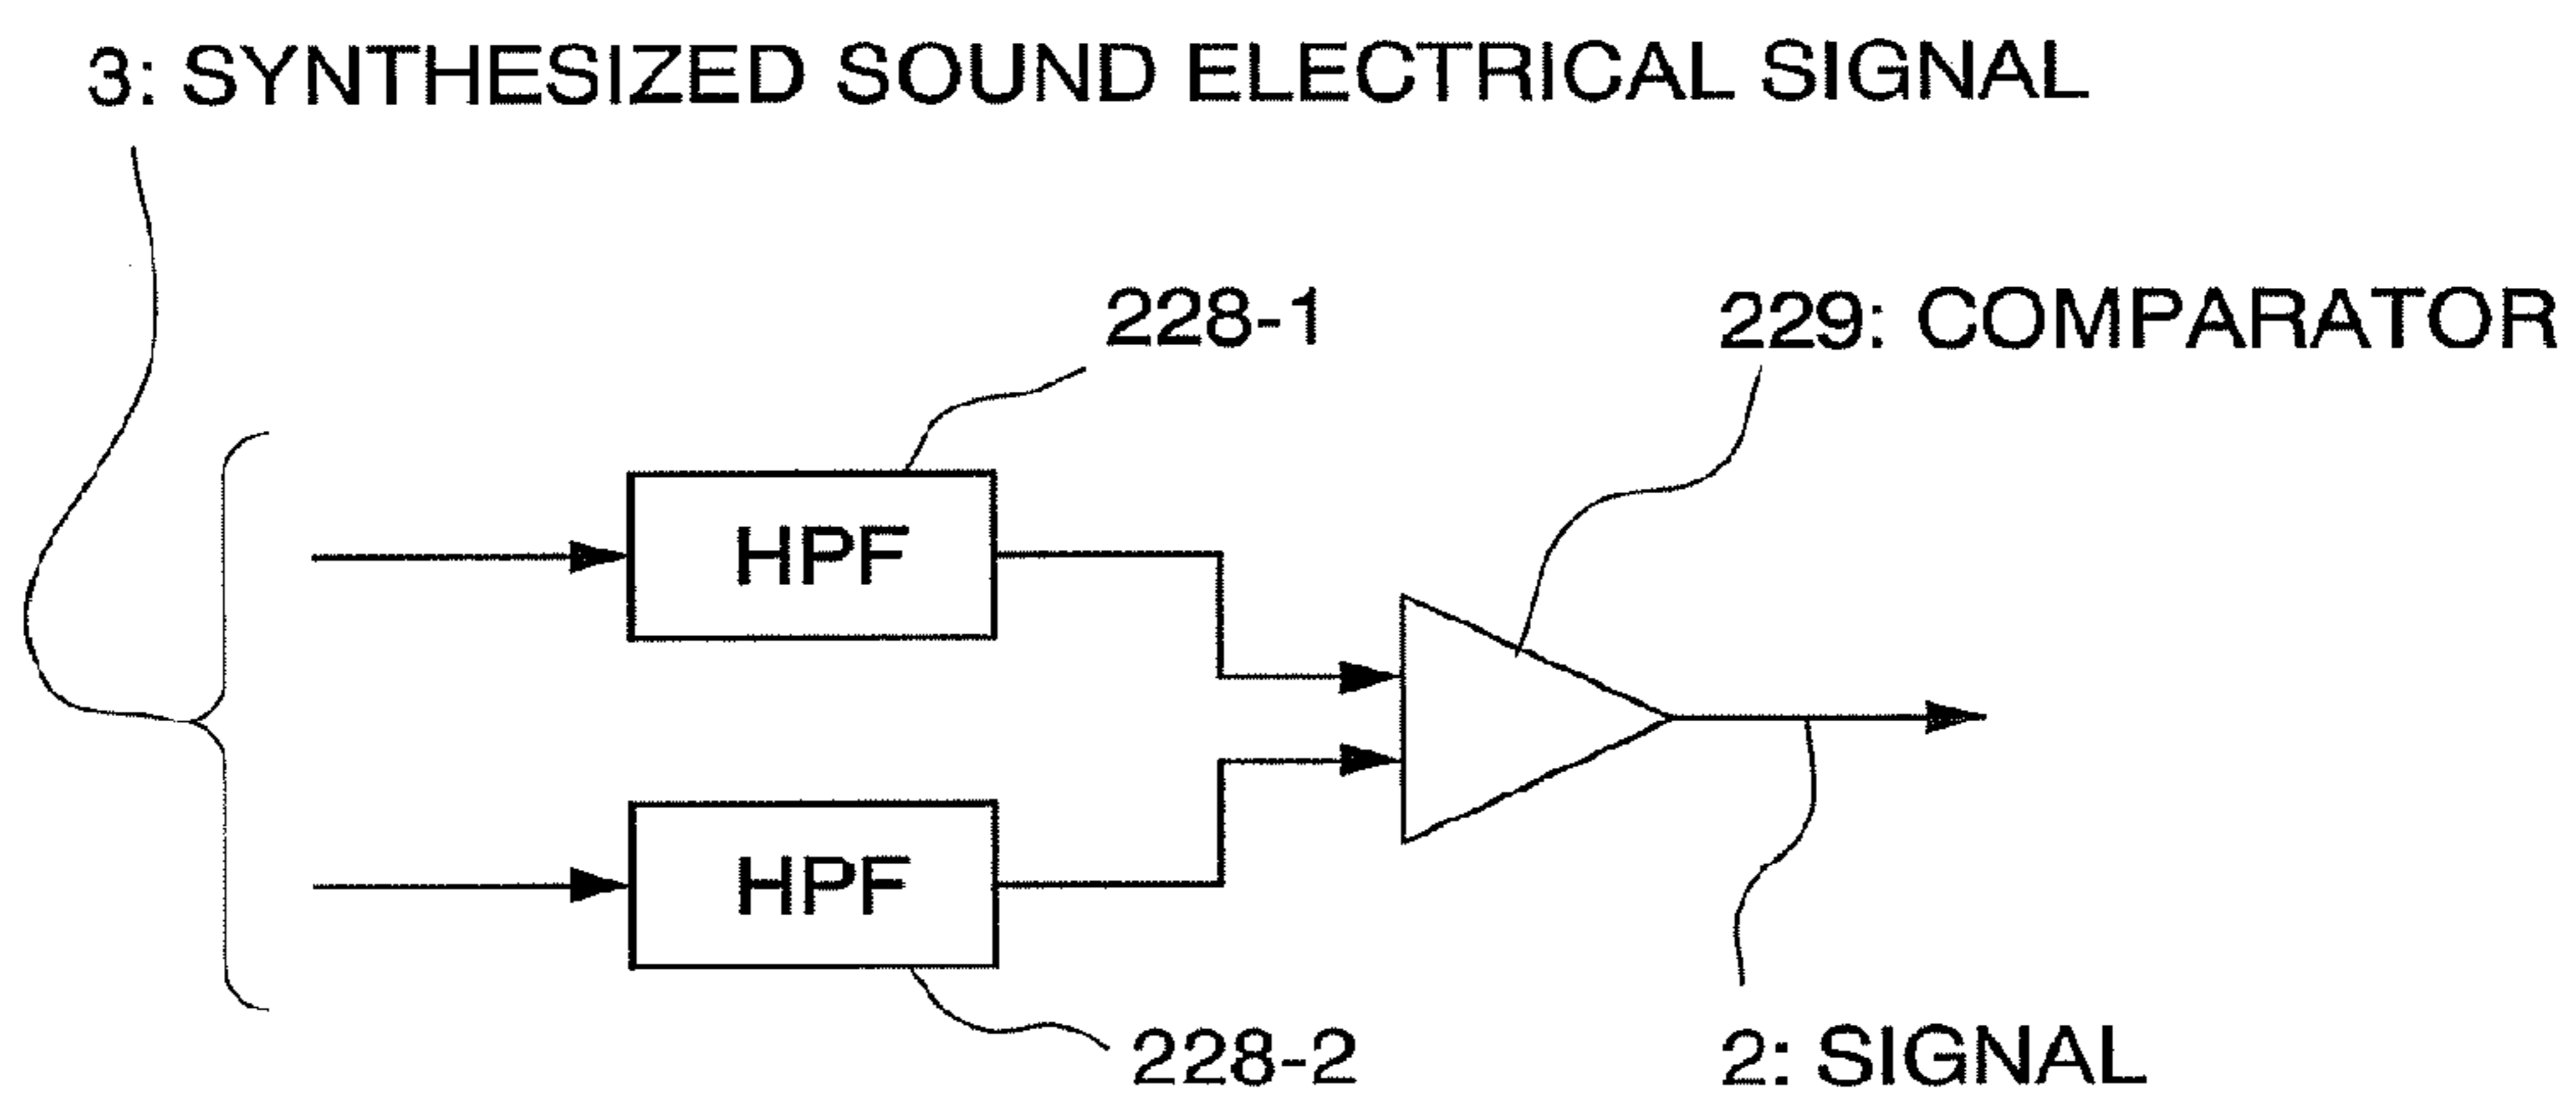 3: SYNTHESIZED SOUND ELECTRICAL SIGNAL
228-1
229: COMPARATOR
HPF
HPF
228-2
2: SIGNAL